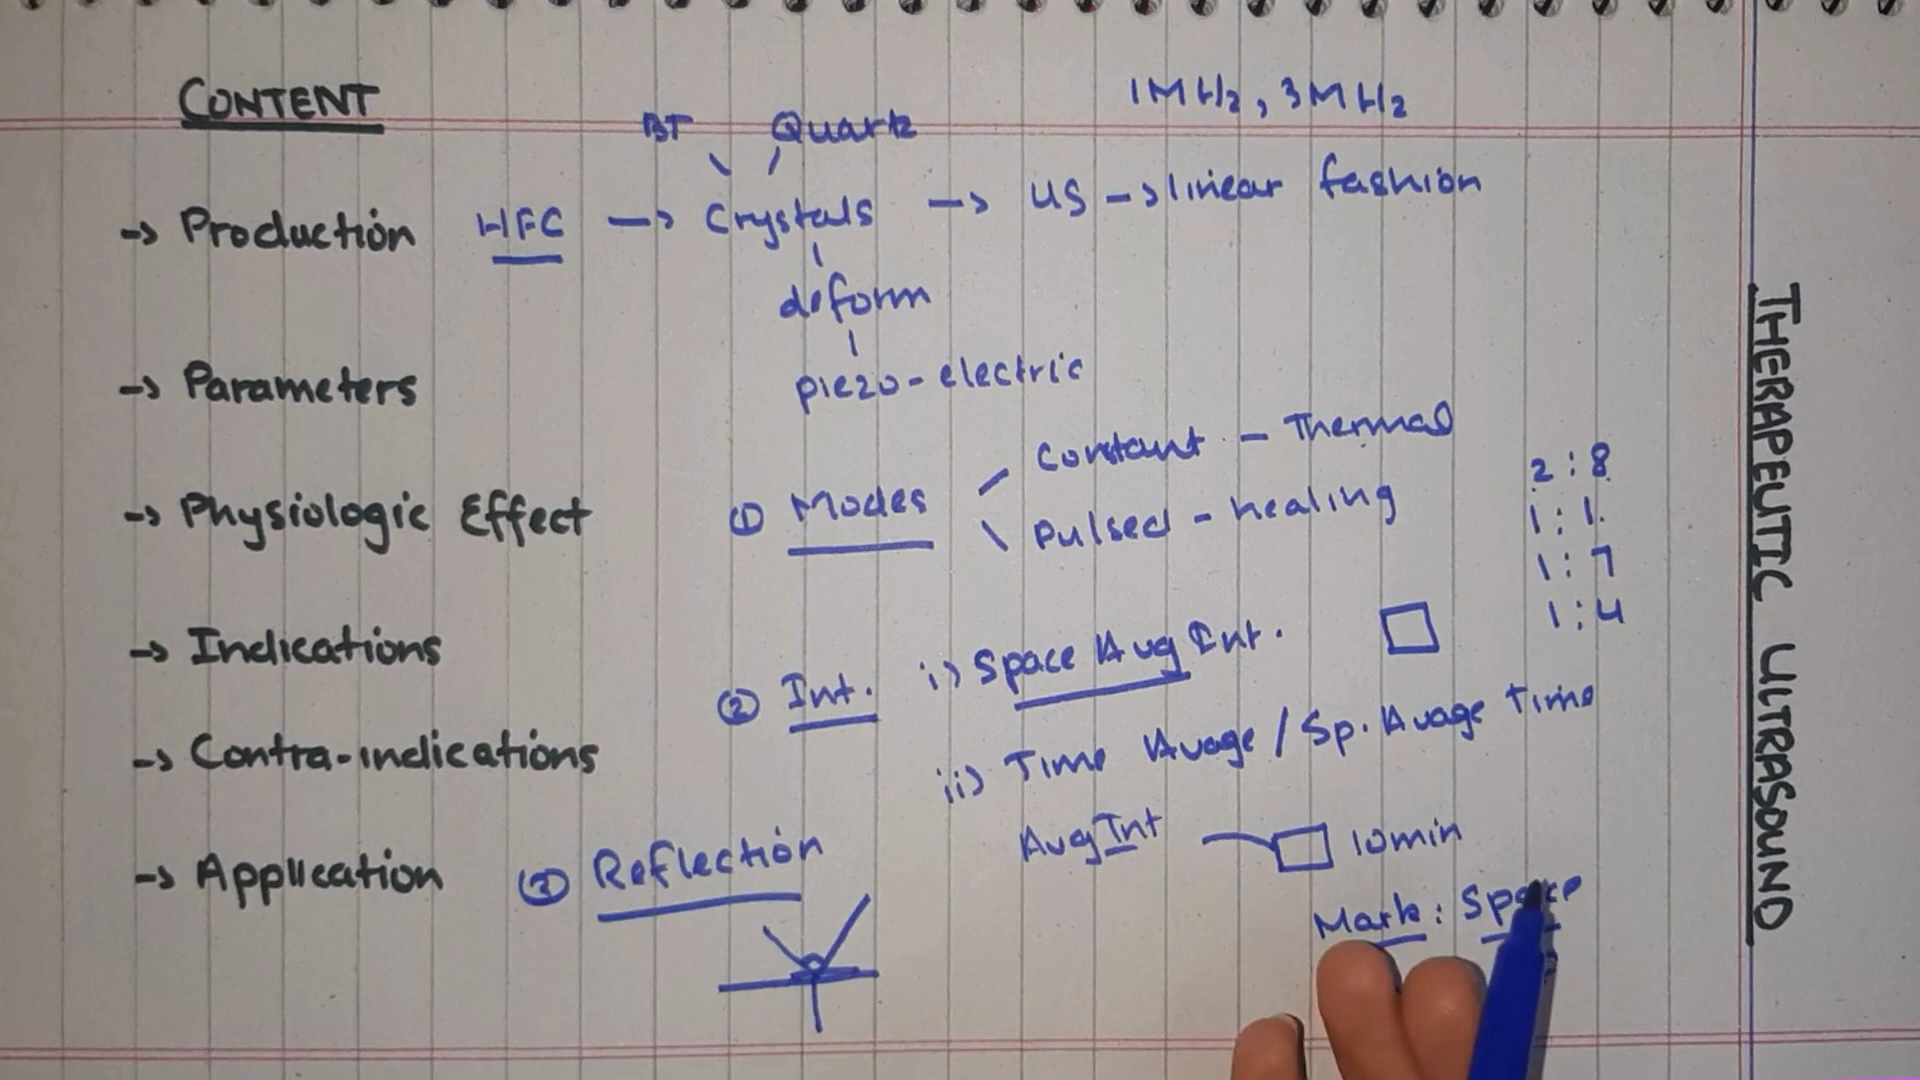 CONTENT
1MHz, 3MHz
BT Quartz
-> Production HFC -> Crystals -> US -> linear fashion
deform
-> Parameters
piezo-electric
Constant - Thermal
-> Physiologic Effect
① Modes
Pulsed - healing
2:8
1:1
1:7
1:4
-> Indications
② Int. i) Space Avg Int.
-> Contra-indications
ii) Time Avage / Sp. Avage Time
Avg Int 10min
-> Application ③ Reflection
Mark: Space
THERAPEUTIC ULTRASOUND